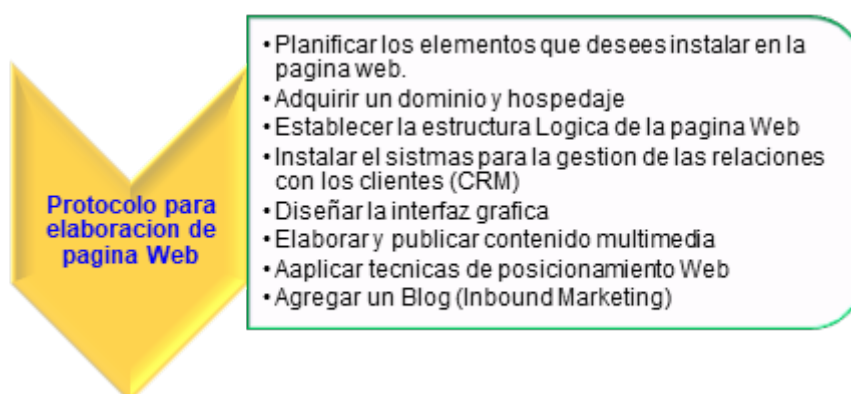 Protocolo para
elaboracion de
pagina Web
• Planificar los elementos que desees instalar en la
pagina web.
• Adquirir un dominio y hospedaje
• Establecer la estructura Logica de la pagina Web
• Instalar el sistmas para la gestion de las relaciones
con los clientes (CRM)
• Diseñar la interfaz grafica
• Elaborar y publicar contenido multimedia
• Aaplicar tecnicas de posicionamiento Web
• Agregar un Blog (Inbound Marketing)